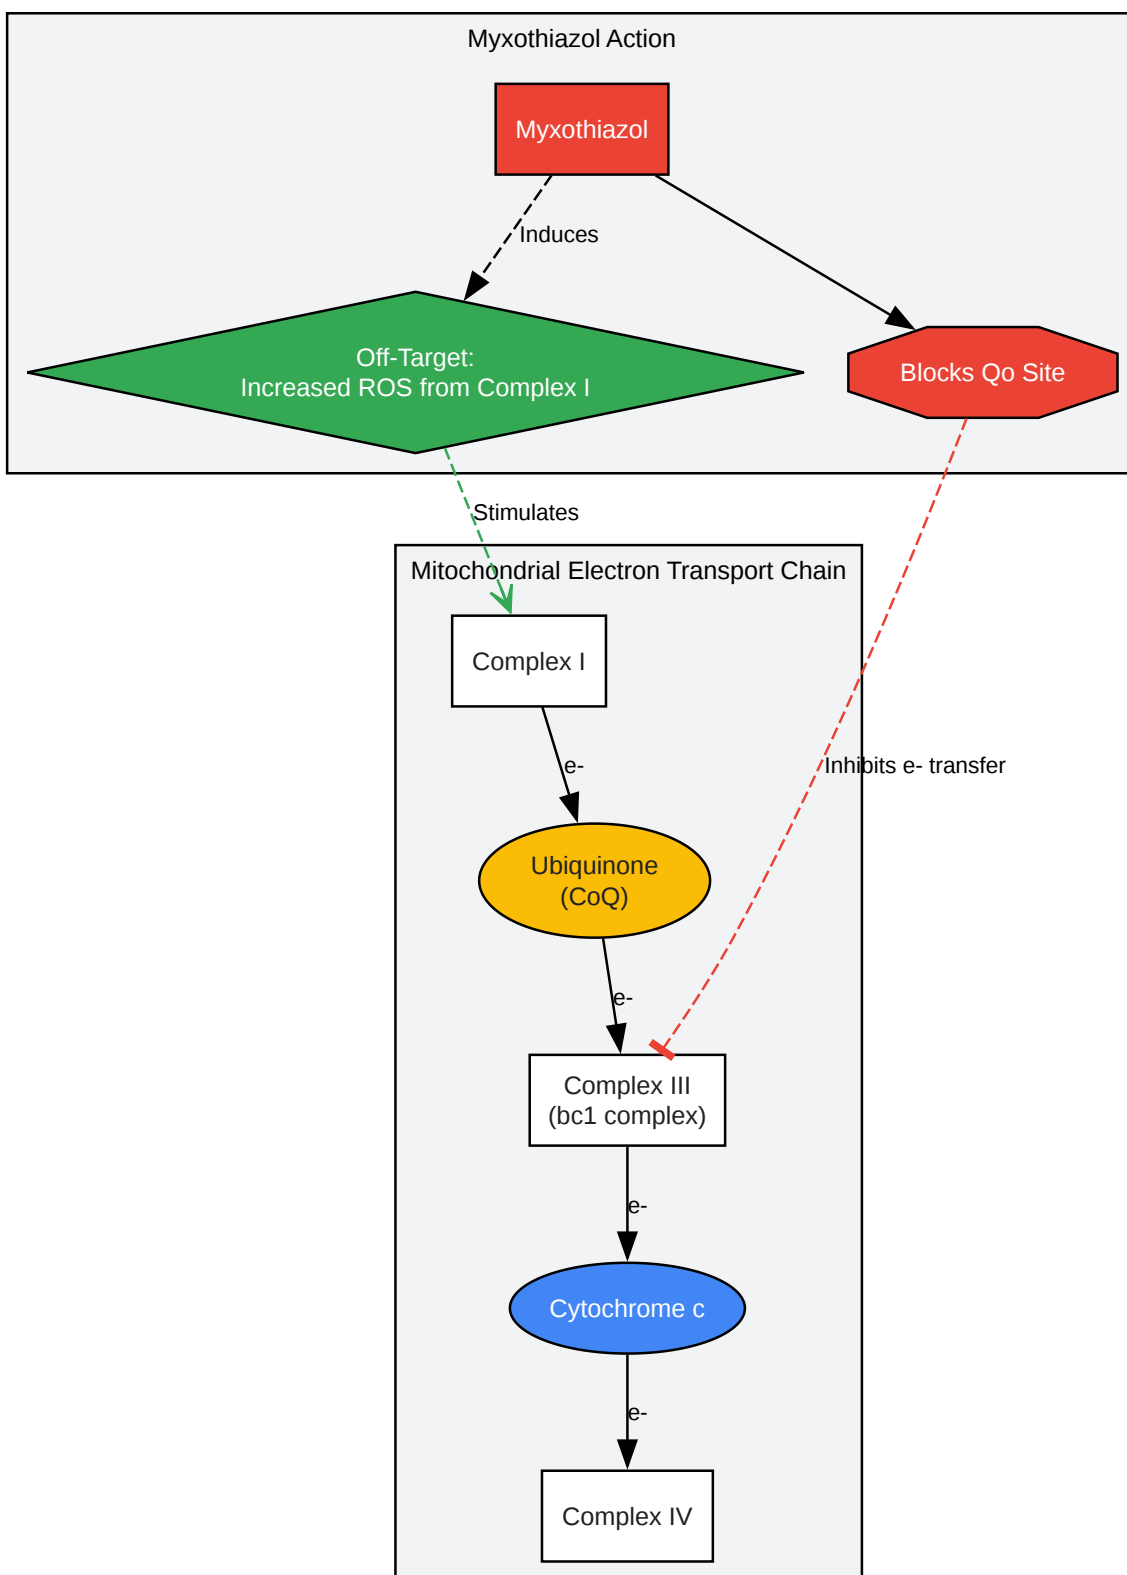 Myxothiazol Action
Myxothiazol
Induces
Off-Target:
Increased ROS from Complex I
Blocks Qo Site
Stimulates
Mitochondrial Electron Transport Chain
Complex I
e-
Inhibits e- transfer
Ubiquinone
(CoQ)
e-
Complex III
(bc1 complex)
e-
Cytochrome c
e-
Complex IV